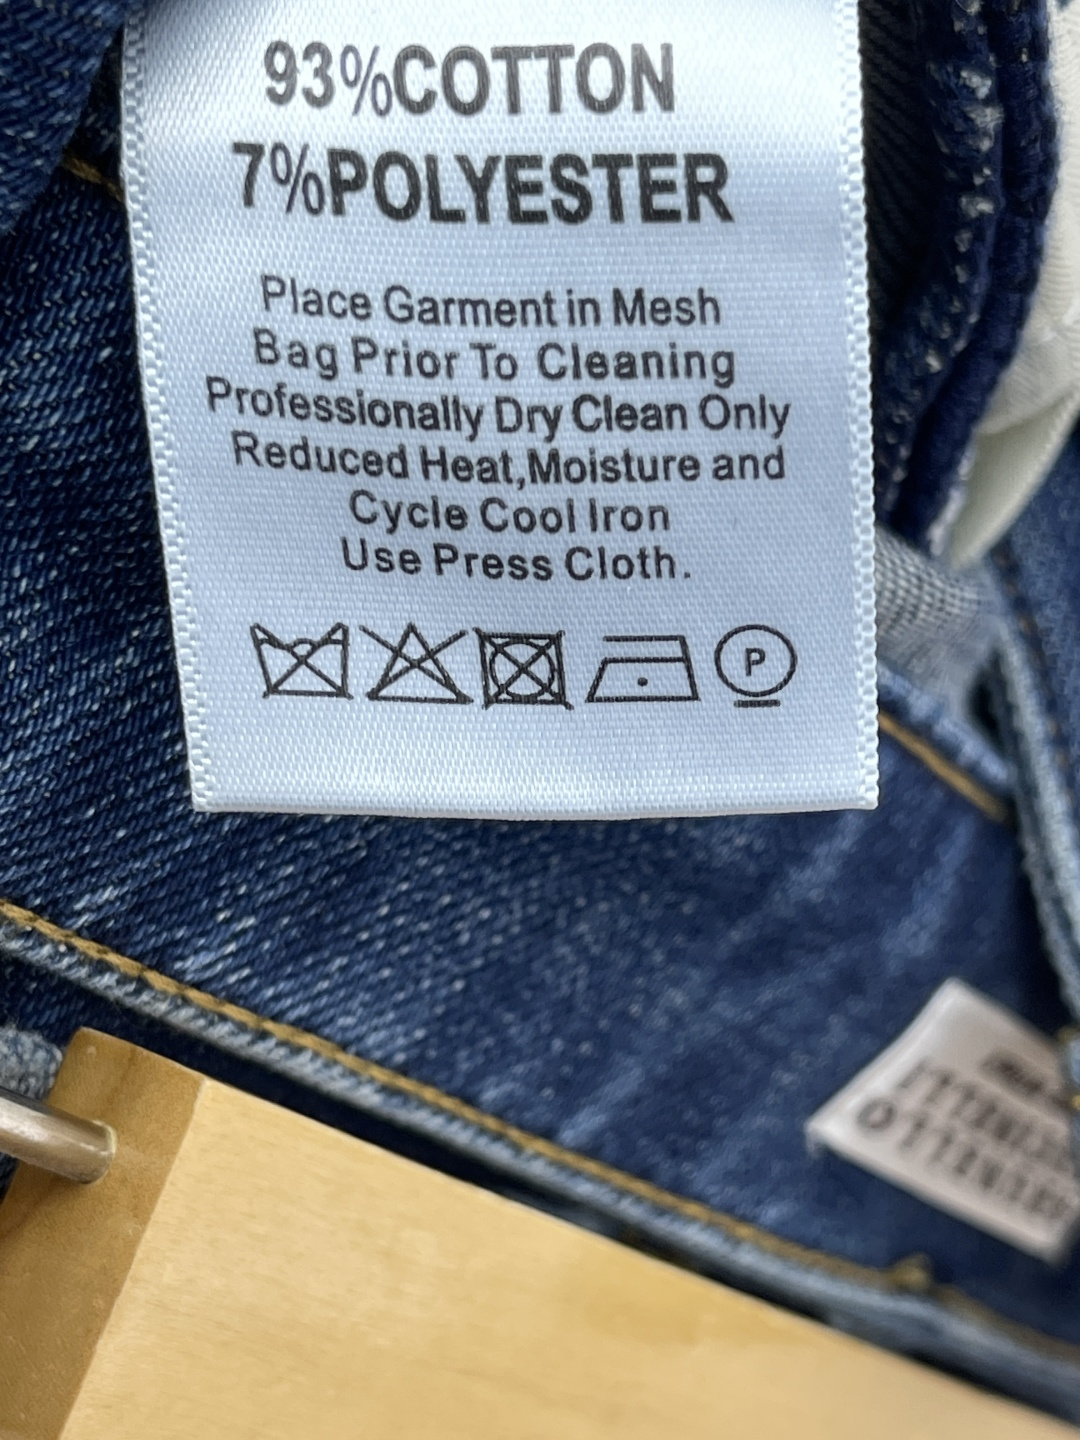 93%COTTON
7%POLYESTER
Place Garment in Mesh
Bag Prior To Cleaning
Professionally Dry Clean Only
Reduced Heat,Moisture and
Cycle Cool Iron
Use Press Cloth.
P